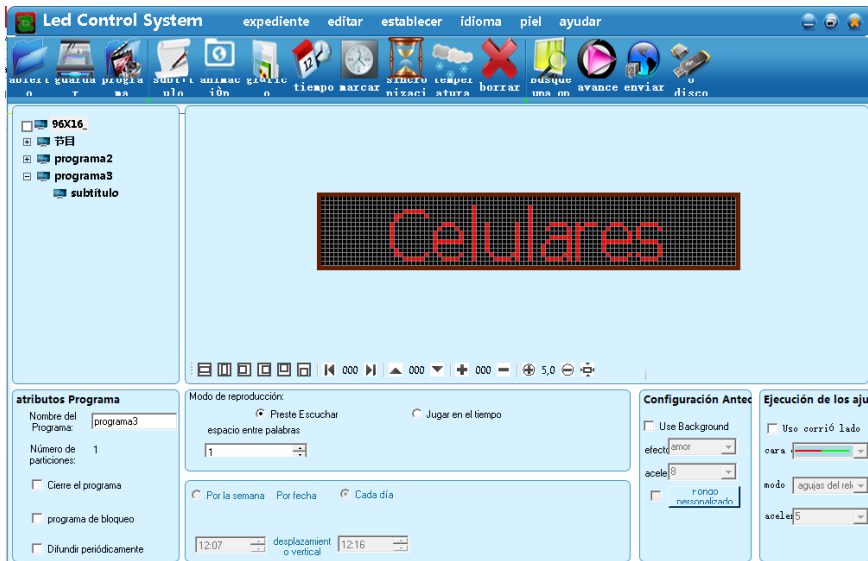 Led Control System
expediente editar establecer idioma piel ayudar
tiempo marcar borrar avance enviar
96X16_
节目
programa2
programa3
subtítulo
Celulares
000 000 000 5,0
atributos Programa
Nombre del
Programa: programa3
Número de
particiones: 1
Cierre el programa
programa de bloqueo
Difundir periódicamente
Modo de reproducción:
Preste Escuchar Jugar en el tiempo
espacio entre palabras
1
Por la semana Por fecha Cada día
12:07 desplazamient
o vertical 12:16
Configuración Antec
Use Background
efecto amor
acele 8
Fondo
personalizado
Ejecución de los aju
Uso corrió lado
cara
modo agujas del rel
aceler 5